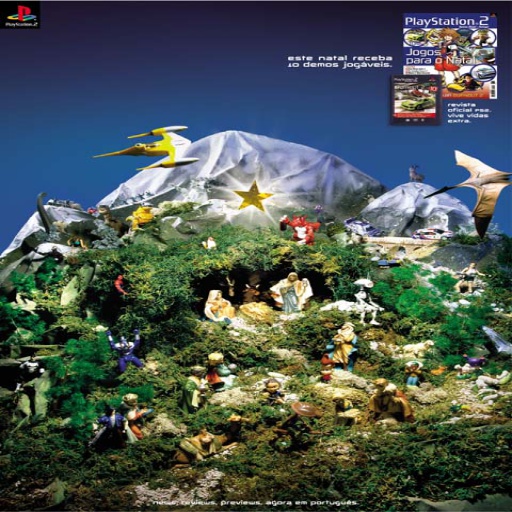 PlayStation 2
este natal receba
10 demos jogáveis.
PlayStation 2
Jogos
para o Natal
revista
oficial PS2.
vive vidas
extra.
news, reviews, previews, agora em português.